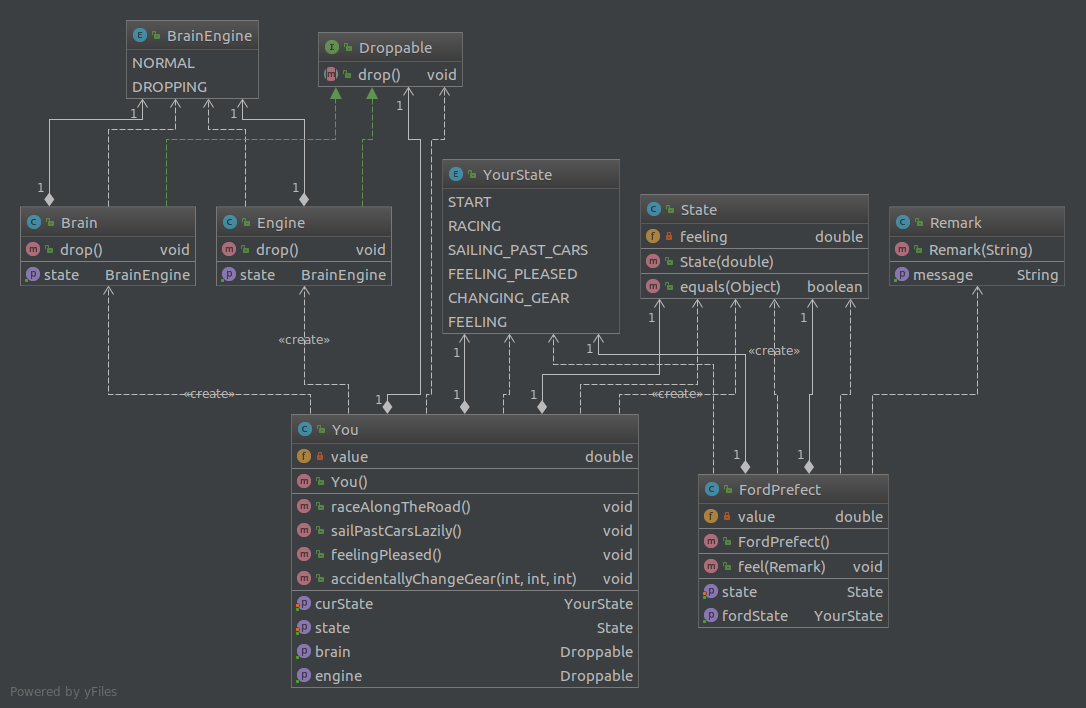 BrainEngine
NORMAL
DROPPING
Droppable
drop() void
1
1
1
1
1
YourState
START
RACING
SAILING_PAST_CARS
FEELING_PLEASED
CHANGING_GEAR
FEELING
State
feeling double
State(double)
equals(Object) boolean
Remark
Remark(String)
message String
Brain
drop() void
state BrainEngine
Engine
drop() void
state BrainEngine
«create»
1
1
1
1
«create»
«create»
1
1
1
«create»
1
1
You
value double
You()
raceAlongTheRoad() void
sailPastCarsLazily() void
feelingPleased() void
accidentallyChangeGear(int, int, int) void
curState YourState
state State
brain Droppable
engine Droppable
FordPrefect
value double
FordPrefect()
feel(Remark) void
state State
fordState YourState
Powered by yFiles